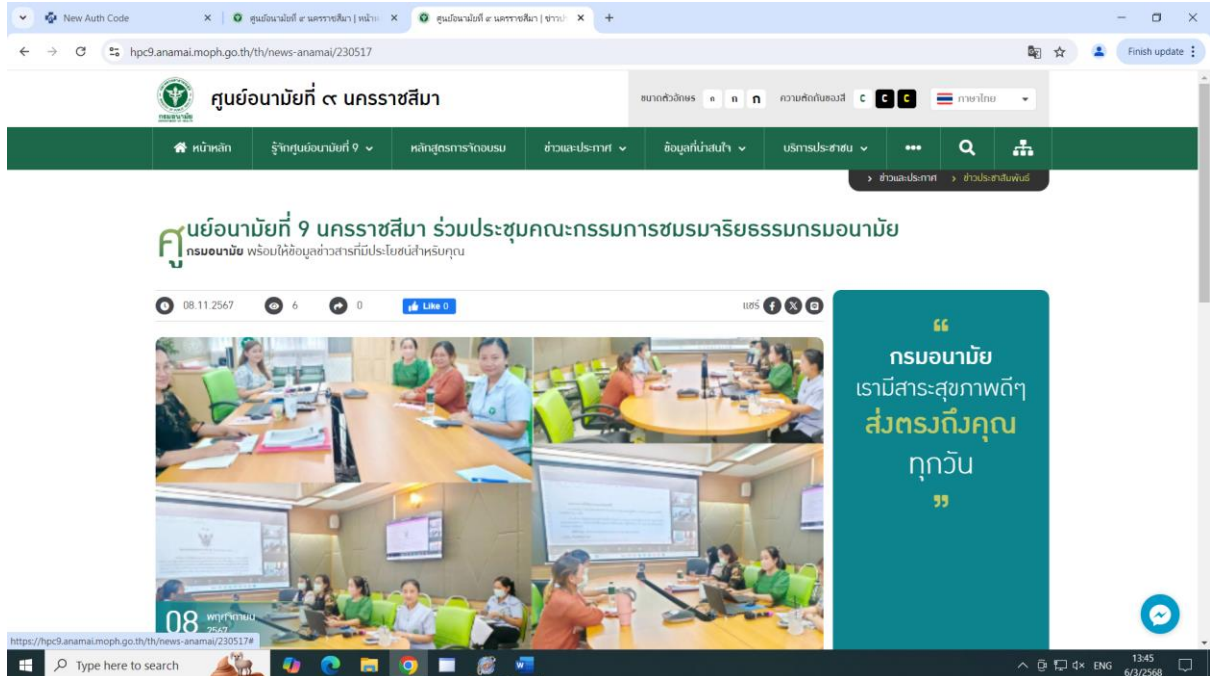 New Auth Code
ศูนย์อนามัยที่ ๙ นครราชสีมา | หน้าห
ศูนย์อนามัยที่ ๙ นครราชสีมา | ข่าวป
hpc9.anamai.moph.go.th/th/news-anamai/230517
Finish update
กรมอนามัย
ศูนย์อนามัยที่ ๙ นครราชสีมา
ขนาดตัวอักษร ก ก ก ความตัดกันของสี C C C ภาษาไทย
หน้าหลัก รู้จักศูนย์อนามัยที่ 9 หลักสูตรการจัดอบรม ข่าวและประกาศ ข้อมูลที่น่าสนใจ บริการประชาชน
> ข่าวและประกาศ > ข่าวประชาสัมพันธ์
ศูนย์อนามัยที่ 9 นครราชสีมา ร่วมประชุมคณะกรรมการชมรมจริยธรรมกรมอนามัย
กรมอนามัย พร้อมให้ข้อมูลข่าวสารที่มีประโยชน์สำหรับคุณ
08.11.2567 6 0 Like 0 แชร์
“
กรมอนามัย
เรามีสาระสุขภาพดีๆ
ส่งตรงถึงคุณ
ทุกวัน
”
08 พฤศจิกายน
2567
https://hpc9.anamai.moph.go.th/th/news-anamai/230517#
Type here to search
ENG
13:45
6/3/2568